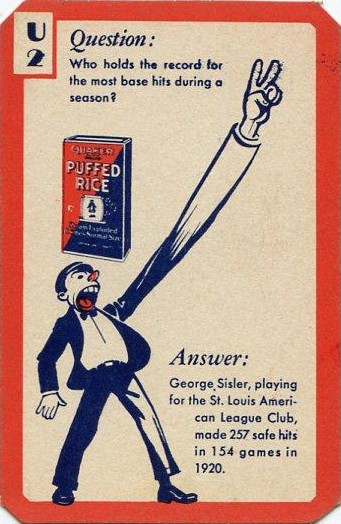 U
2
Question:
Who holds the record for
the most base hits during a
season?
QUAKER
PUFFED
RICE
Answer:
George Sisler, playing
for the St. Louis Ameri-
can League Club,
made 257 safe hits
in 154 games in
1920.